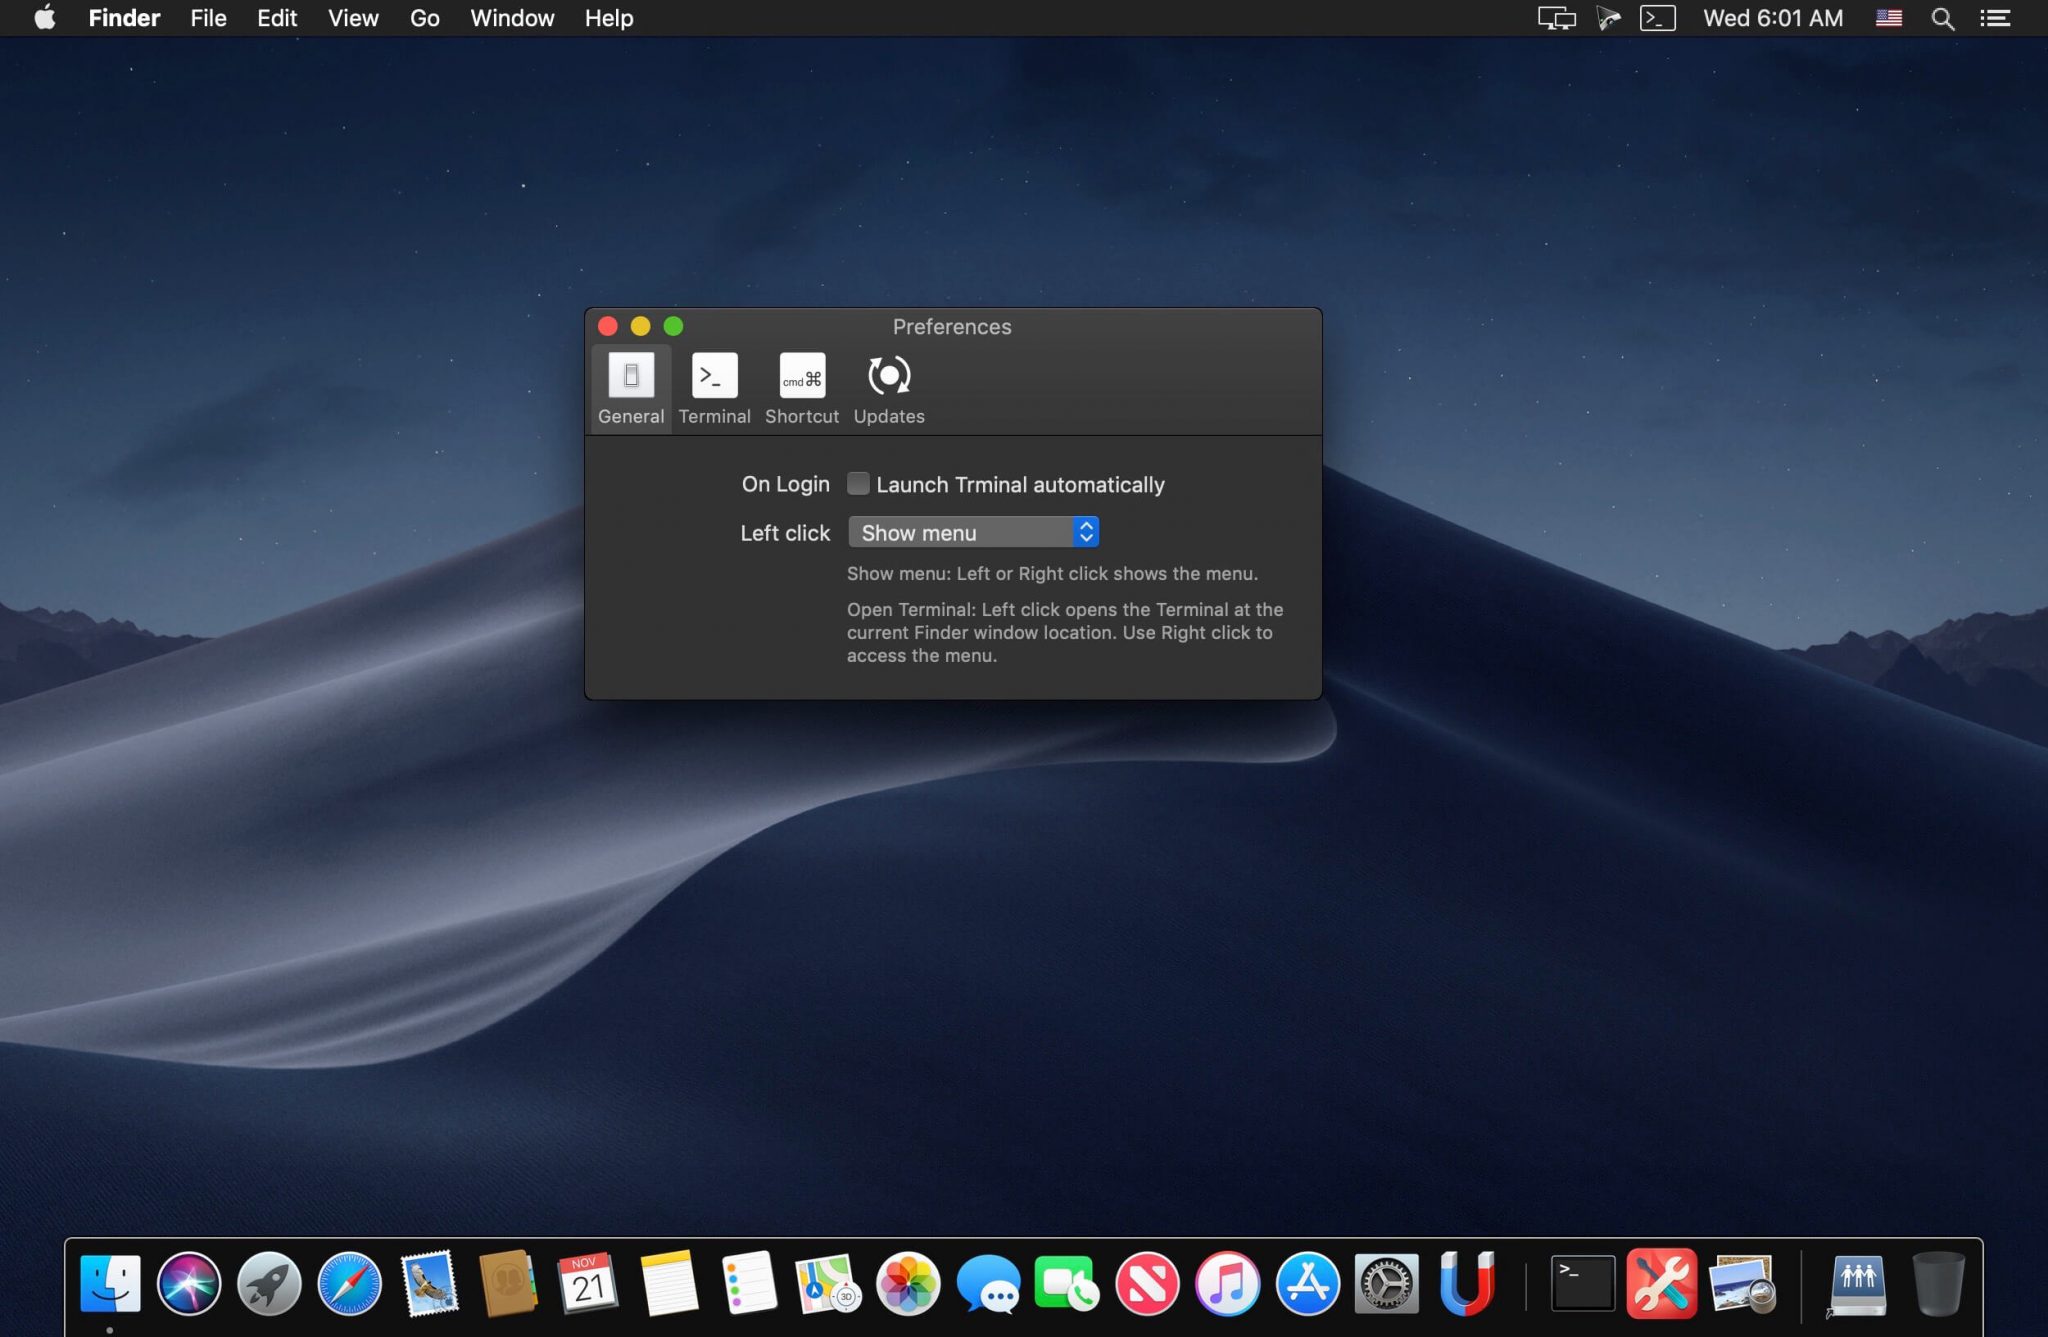 Finder File Edit View Go Window Help
>_ Wed 6:01 AM
Preferences
>_ cmd ⌘
General Terminal Shortcut Updates
On Login Launch Trminal automatically
Left click Show menu
Show menu: Left or Right click shows the menu.
Open Terminal: Left click opens the Terminal at the
current Finder window location. Use Right click to
access the menu.
NOV
21
3D
>_